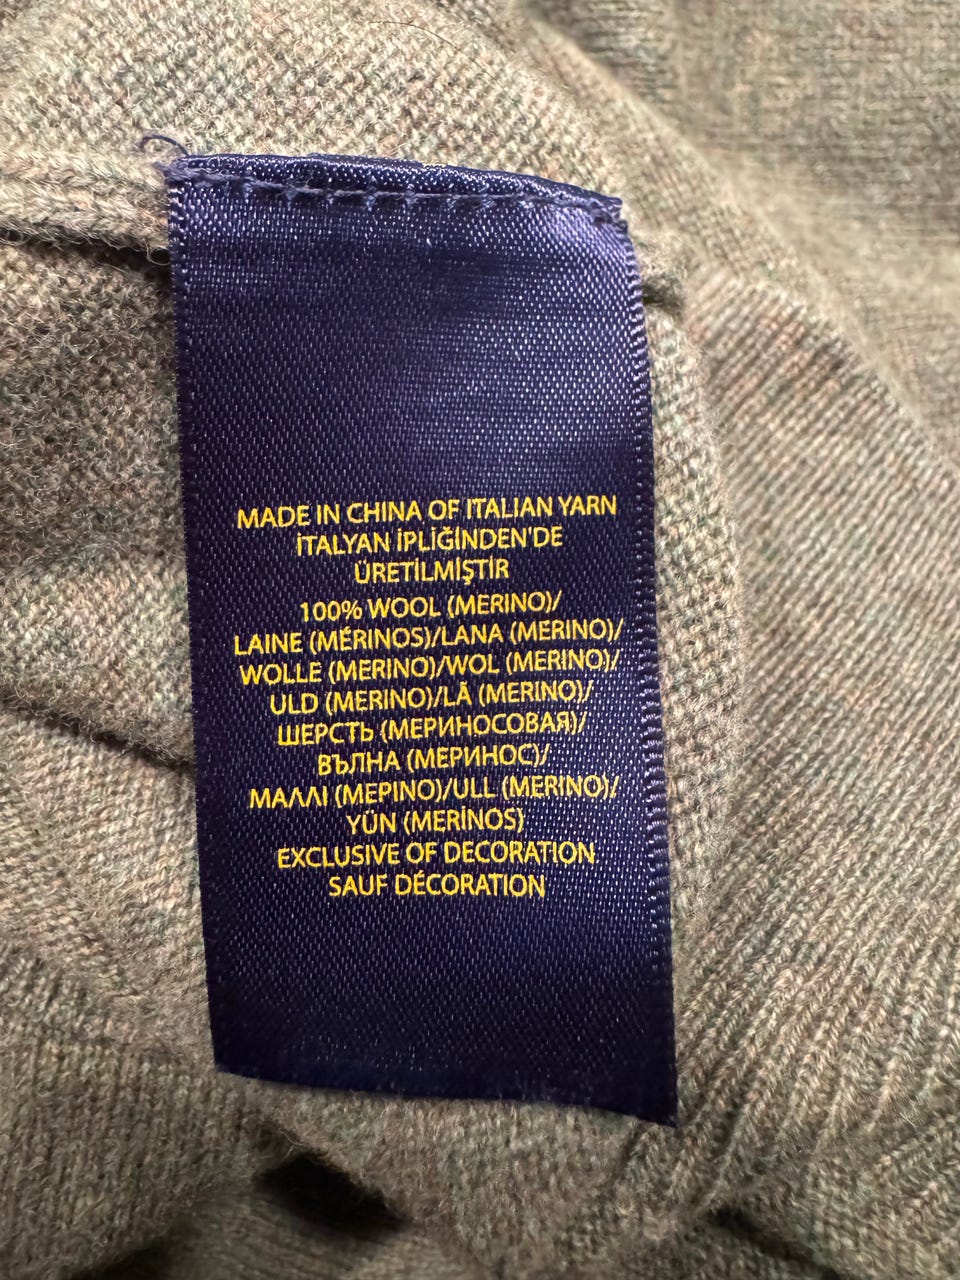 MADE IN CHINA OF ITALIAN YARN
İTALYAN İPLİĞİNDEN'DE
ÜRETİLMİŞTİR
100% WOOL (MERINO)/
LAINE (MÉRINOS)/LANA (MERINO)/
WOLLE (MERINO)/WOL (MERINO)/
ULD (MERINO)/LÃ (MERINO)/
ШЕРСТЬ (МЕРИНОСОВАЯ)/
ВЪЛНА (МЕРИНОС)/
ΜΑΛΛΙ (ΜΕΡΙΝΟ)/ULL (MERINO)/
YÜN (MERİNOS)
EXCLUSIVE OF DECORATION
SAUF DÉCORATION